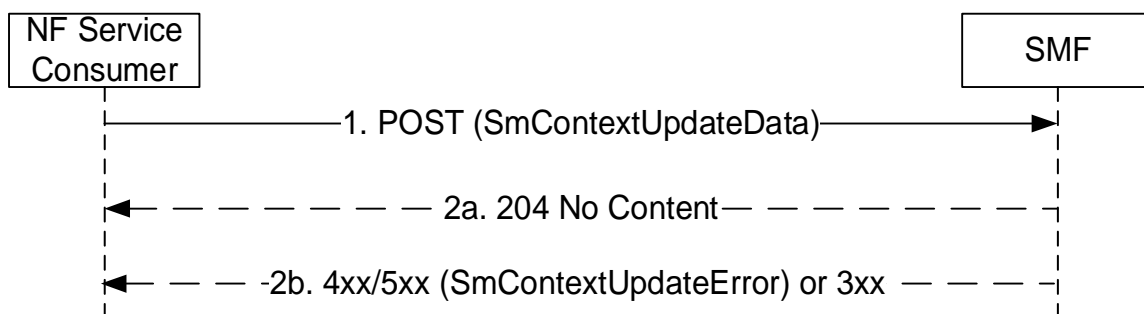 NF Service
Consumer
SMF
1. POST (SmContextUpdateData)
2a. 204 No Content
2b. 4xx/5xx (SmContextUpdateError) or 3xx